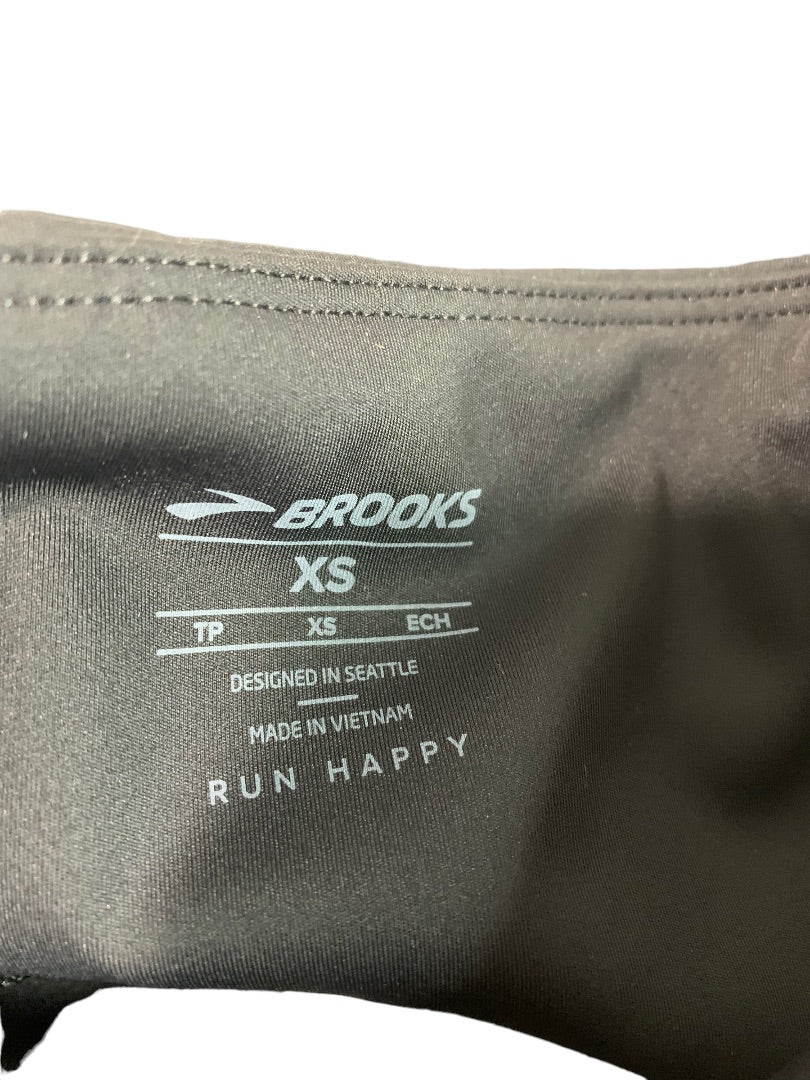 BROOKS
XS
TP XS ECH
DESIGNED IN SEATTLE
MADE IN VIETNAM
RUN HAPPY